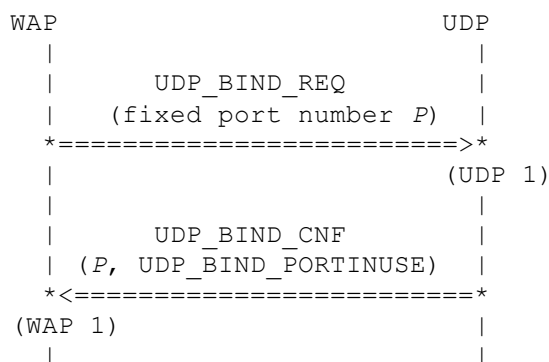 WAP UDP
UDP_BIND_REQ
(fixed port number P)
*=========================>*
(UDP 1)
UDP_BIND_CNF
(P, UDP_BIND_PORTINUSE)
*<=========================*
(WAP 1)